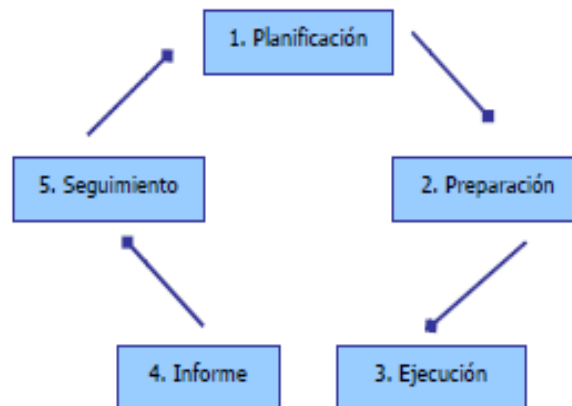 1. Planificación
2. Preparación
3. Ejecución
4. Informe
5. Seguimiento